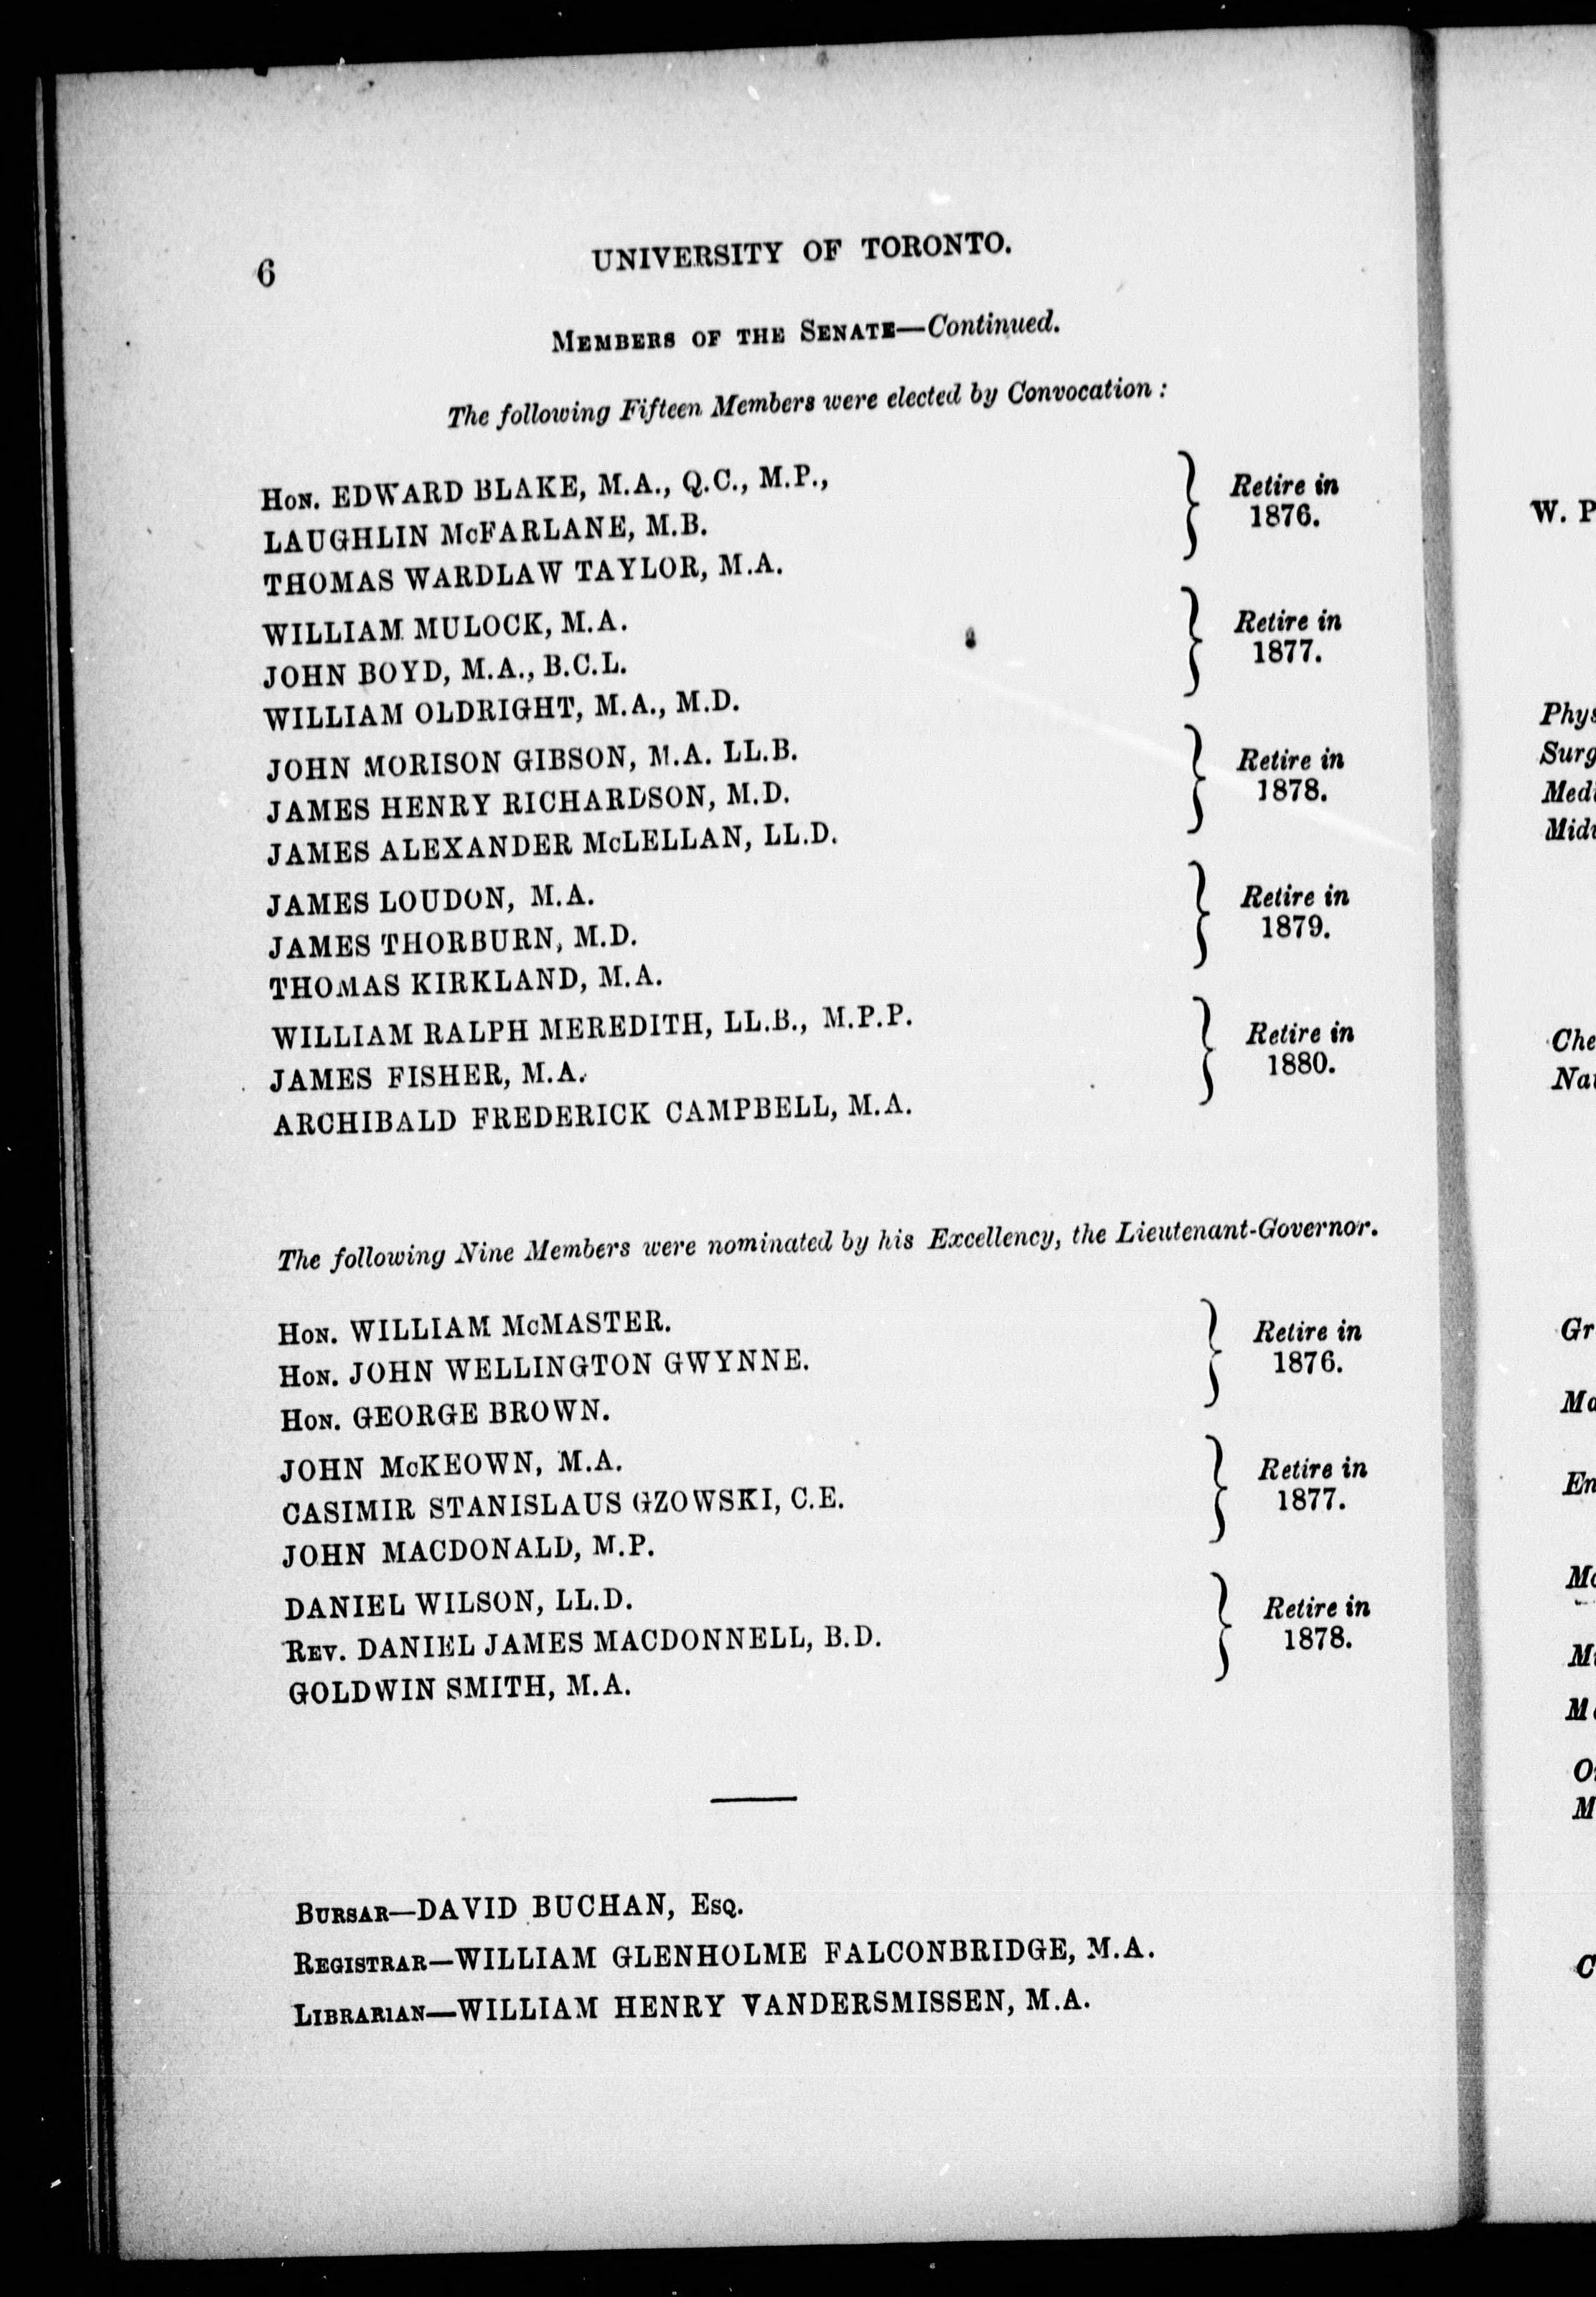 6
UNIVERSITY OF TORONTO.
MEMBERS OF THE SENATE—Continued.
The following Fifteen Members were elected by Convocation :
HON. EDWARD BLAKE, M.A., Q.C., M.P.,
LAUGHLIN McFARLANE, M.B.
THOMAS WARDLAW TAYLOR, M.A.
Retire in
1876.
WILLIAM MULOCK, M.A.
JOHN BOYD, M.A., B.C.L.
WILLIAM OLDRIGHT, M.A., M.D.
Retire in
1877.
JOHN MORISON GIBSON, M.A. LL.B.
JAMES HENRY RICHARDSON, M.D.
JAMES ALEXANDER McLELLAN, LL.D.
Retire in
1878.
JAMES LOUDON, M.A.
JAMES THORBURN, M.D.
THOMAS KIRKLAND, M.A.
Retire in
1879.
WILLIAM RALPH MEREDITH, LL.B., M.P.P.
JAMES FISHER, M.A.
ARCHIBALD FREDERICK CAMPBELL, M.A.
Retire in
1880.
The following Nine Members were nominated by his Excellency, the Lieutenant-Governor.
HON. WILLIAM McMASTER.
HON. JOHN WELLINGTON GWYNNE.
HON. GEORGE BROWN.
Retire in
1876.
JOHN McKEOWN, M.A.
CASIMIR STANISLAUS GZOWSKI, C.E.
JOHN MACDONALD, M.P.
Retire in
1877.
DANIEL WILSON, LL.D.
REV. DANIEL JAMES MACDONNELL, B.D.
GOLDWIN SMITH, M.A.
Retire in
1878.
BURSAR—DAVID BUCHAN, ESQ.
REGISTRAR—WILLIAM GLENHOLME FALCONBRIDGE, M.A.
LIBRARIAN—WILLIAM HENRY VANDERSMISSEN, M.A.
W. P
Phys
Surg
Medi
Che
Gr
En